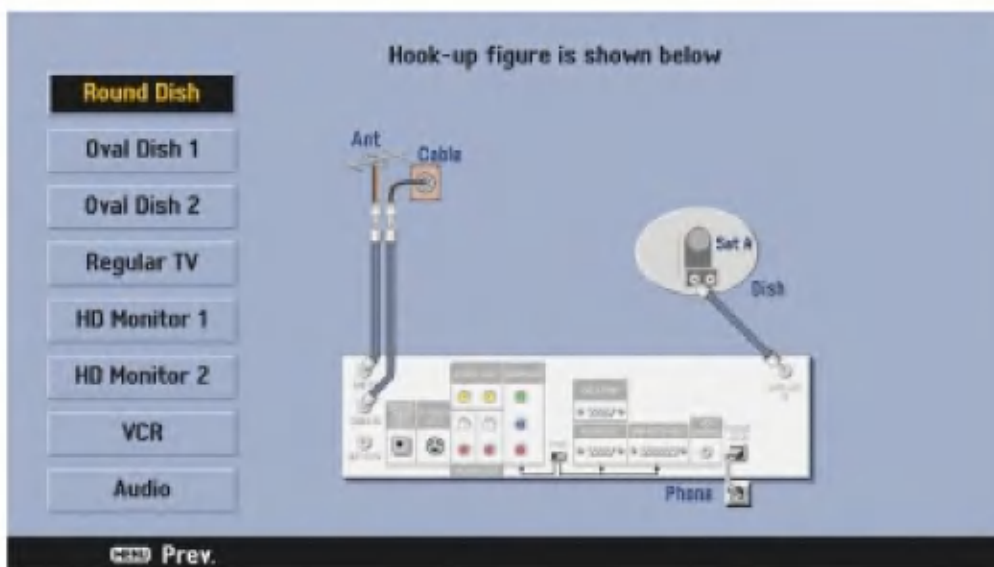 Hook-up figure is shown below
Round Dish
Oval Dish 1
Oval Dish 2
Regular TV
HD Monitor 1
HD Monitor 2
VCR
Audio
Ant
Cable
Sat A
Dish
Phone
MENU Prev.